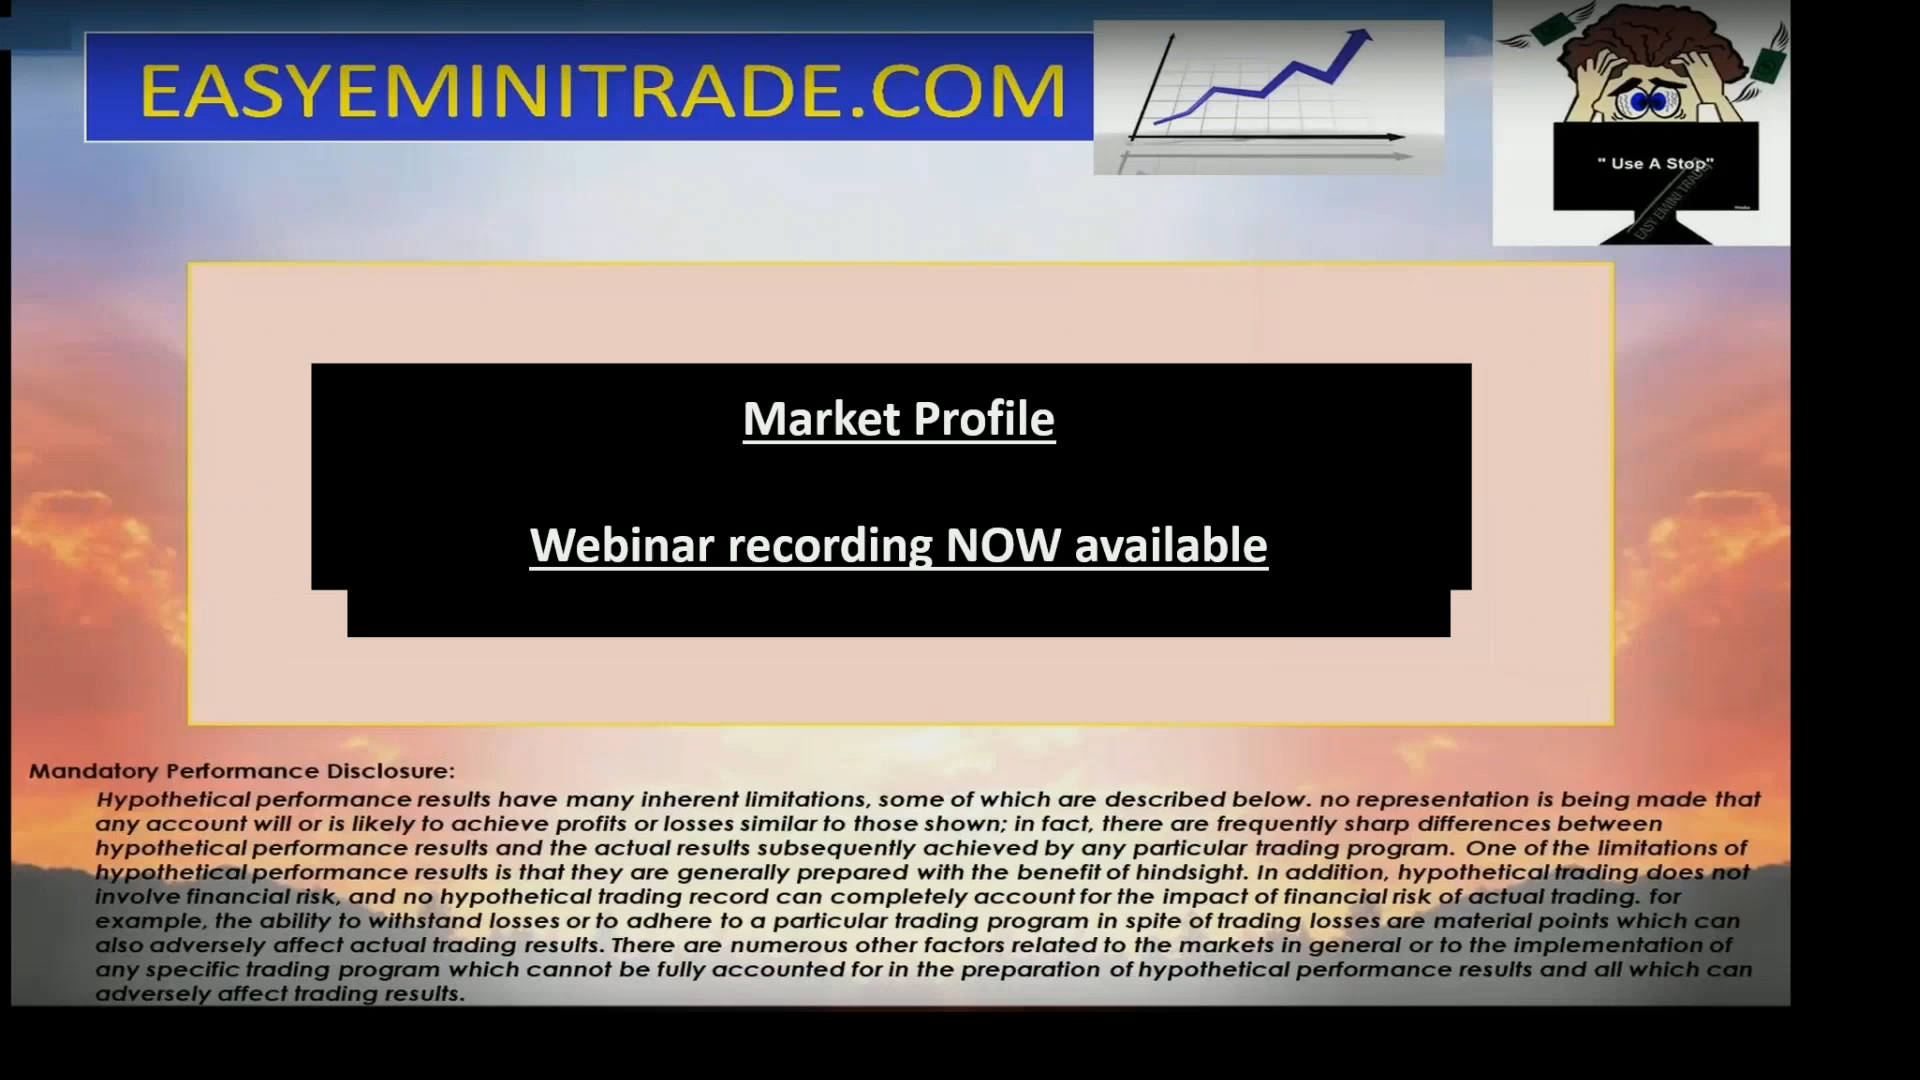 EASYEMINITRADE.COM
" Use A Stop"
EASY EMINI TRADE
Market Profile
Webinar recording NOW available
Mandatory Performance Disclosure:
Hypothetical performance results have many inherent limitations, some of which are described below. no representation is being made that
any account will or is likely to achieve profits or losses similar to those shown; in fact, there are frequently sharp differences between
hypothetical performance results and the actual results subsequently achieved by any particular trading program. One of the limitations of
hypothetical performance results is that they are generally prepared with the benefit of hindsight. In addition, hypothetical trading does not
involve financial risk, and no hypothetical trading record can completely account for the impact of financial risk of actual trading. for
example, the ability to withstand losses or to adhere to a particular trading program in spite of trading losses are material points which can
also adversely affect actual trading results. There are numerous other factors related to the markets in general or to the implementation of
any specific trading program which cannot be fully accounted for in the preparation of hypothetical performance results and all which can
adversely affect trading results.